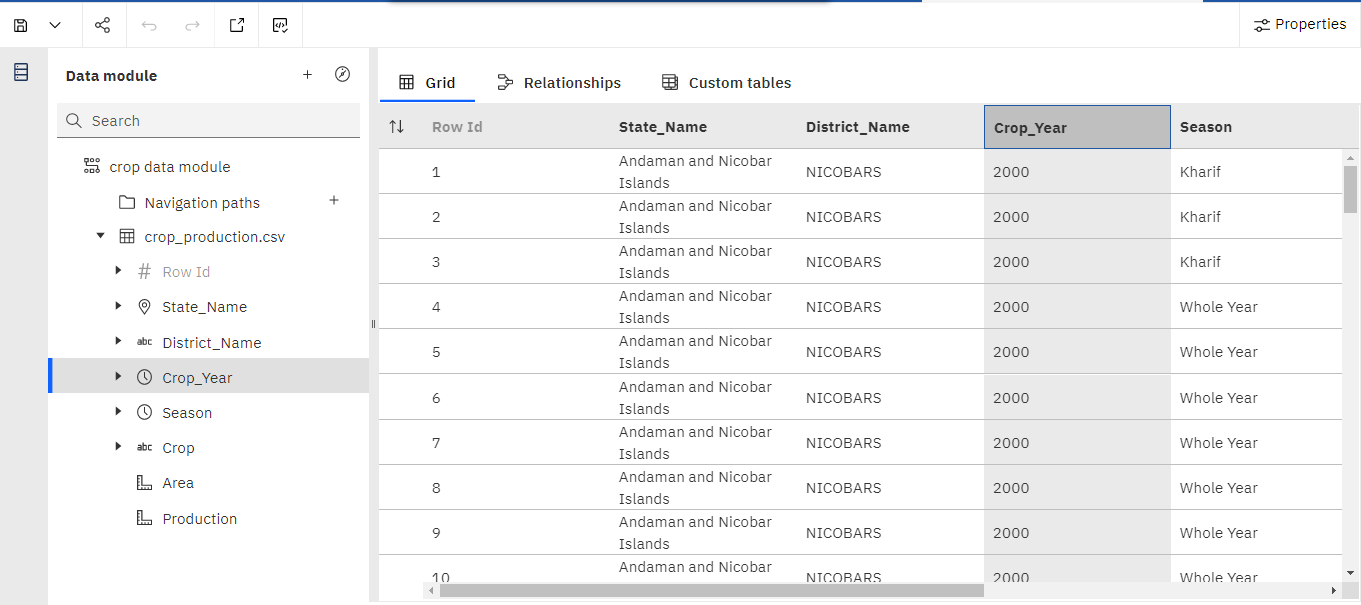 Properties
Data module
Search
crop data module
Navigation paths
crop_production.csv
# Row Id
State_Name
abc District_Name
Crop_Year
Season
abc Crop
Area
Production
Grid Relationships Custom tables
Row Id State_Name District_Name Crop_Year Season
1 Andaman and Nicobar Islands NICOBARS 2000 Kharif
2 Andaman and Nicobar Islands NICOBARS 2000 Kharif
3 Andaman and Nicobar Islands NICOBARS 2000 Kharif
4 Andaman and Nicobar Islands NICOBARS 2000 Whole Year
5 Andaman and Nicobar Islands NICOBARS 2000 Whole Year
6 Andaman and Nicobar Islands NICOBARS 2000 Whole Year
7 Andaman and Nicobar Islands NICOBARS 2000 Whole Year
8 Andaman and Nicobar Islands NICOBARS 2000 Whole Year
9 Andaman and Nicobar Islands NICOBARS 2000 Whole Year
10 Andaman and Nicobar NICOBARS 2000 Whole Year